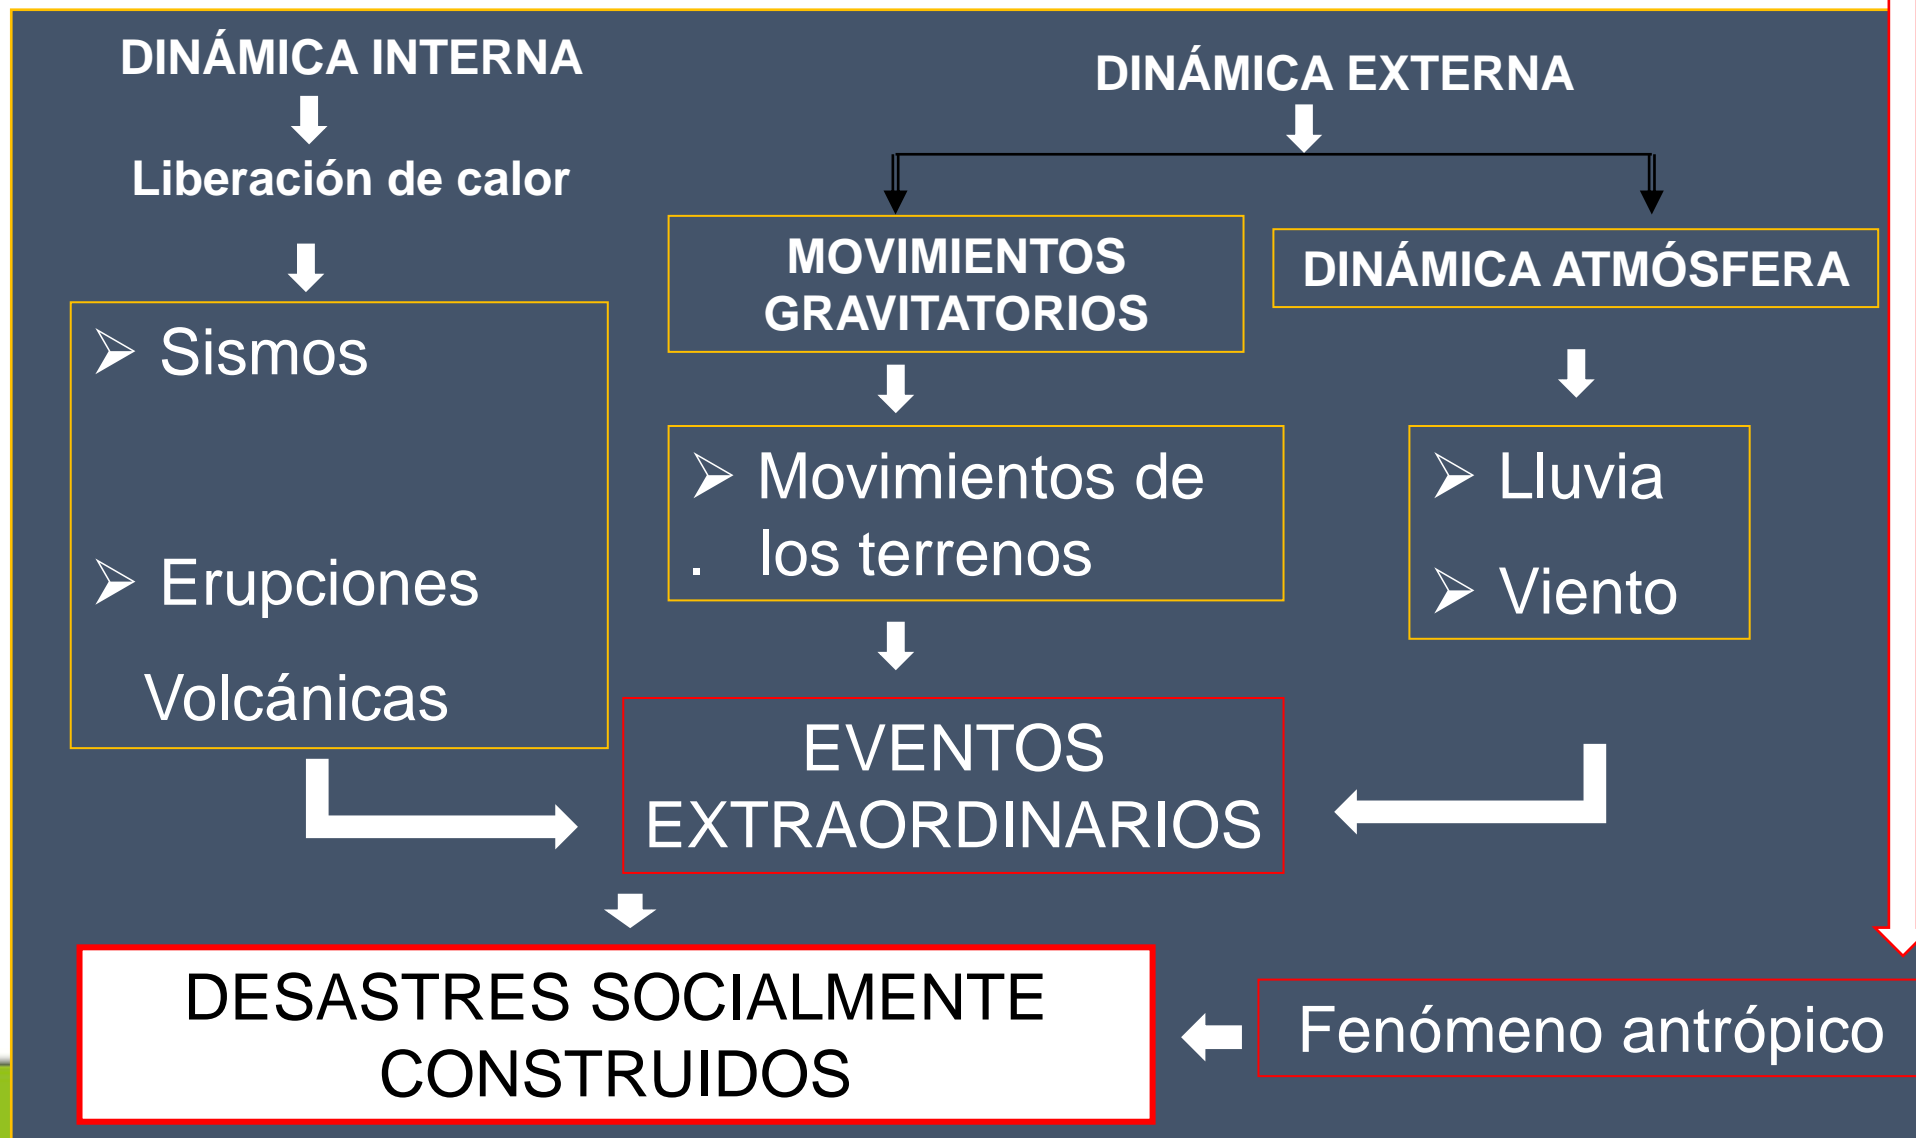 DINÁMICA INTERNA
Liberación de calor
➢ Sismos
➢ Erupciones
Volcánicas
DINÁMICA EXTERNA
MOVIMIENTOS
GRAVITATORIOS
➢ Movimientos de
. los terrenos
DINÁMICA ATMÓSFERA
➢ Lluvia
➢ Viento
EVENTOS
EXTRAORDINARIOS
DESASTRES SOCIALMENTE
CONSTRUIDOS
Fenómeno antrópico